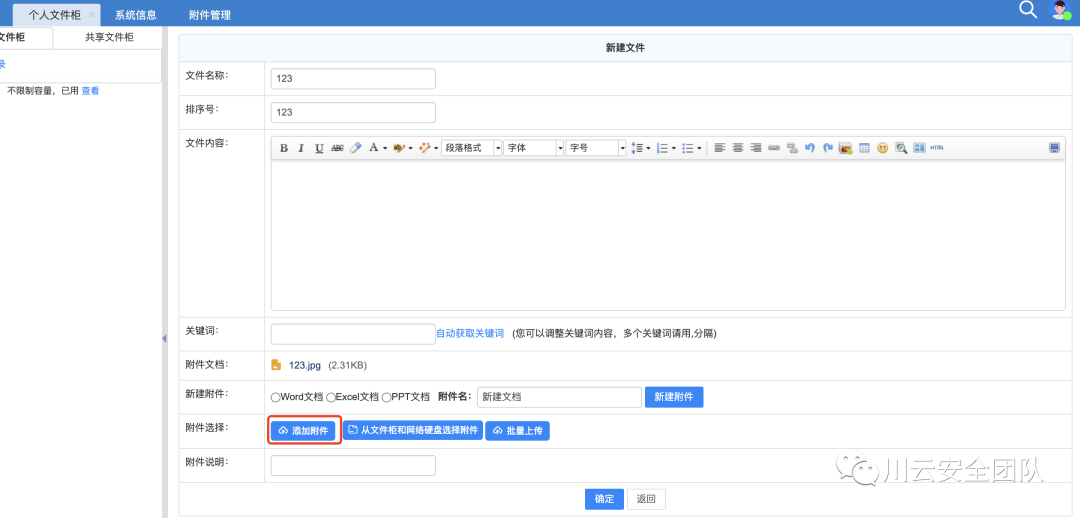 个人文件柜 × 系统信息 附件管理
文件柜 共享文件柜
录
不限制容量，已用 查看
新建文件
文件名称： 123
排序号： 123
文件内容：
B I U ABC A 段落格式 字体 字号 HTML
关键词： 自动获取关键词 (您可以调整关键词内容，多个关键词请用,分隔)
附件文档： 123.jpg (2.31KB)
新建附件： Word文档 Excel文档 PPT文档 附件名： 新建文档 新建附件
附件选择： 添加附件 从文件柜和网络硬盘选择附件 批量上传
附件说明：
川云安全团队
确定 返回